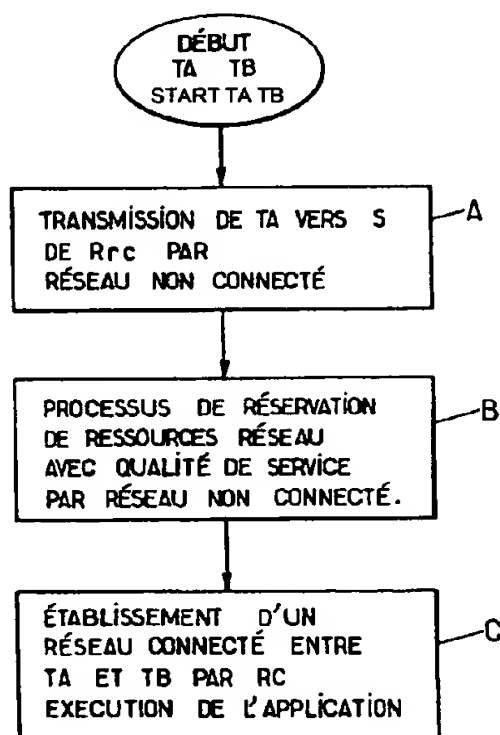 DÉBUT
TA TB
START TA TB
TRANSMISSION DE TA VERS S
DE Rrc PAR
RÉSEAU NON CONNECTÉ
A
PROCESSUS DE RÉSERVATION
DE RESSOURCES RÉSEAU
AVEC QUALITÉ DE SERVICE
PAR RÉSEAU NON CONNECTÉ.
B
ÉTABLISSEMENT D'UN
RÉSEAU CONNECTÉ ENTRE
TA ET TB PAR RC
EXECUTION DE L'APPLICATION
C